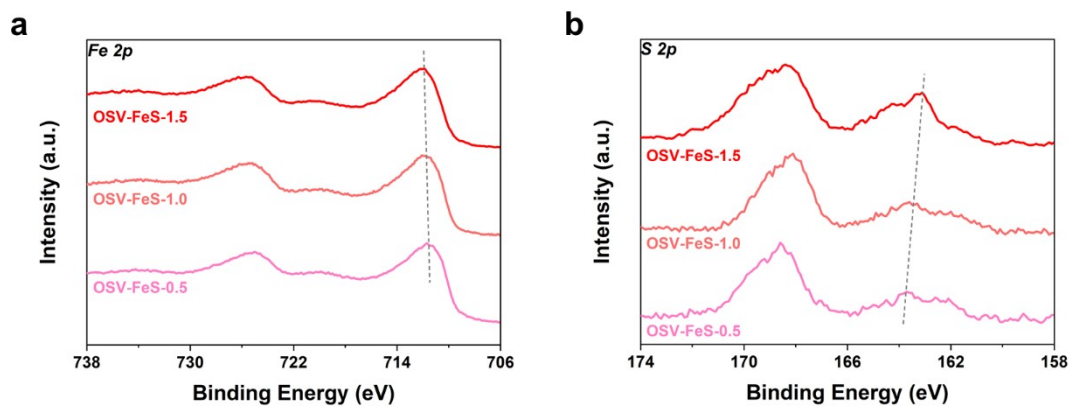 a
Fe 2p
OSV-FeS-1.5
OSV-FeS-1.0
OSV-FeS-0.5
Intensity (a.u.)
738 730 722 714 706
Binding Energy (eV)
b
S 2p
OSV-FeS-1.5
OSV-FeS-1.0
OSV-FeS-0.5
Intensity (a.u.)
174 170 166 162 158
Binding Energy (eV)